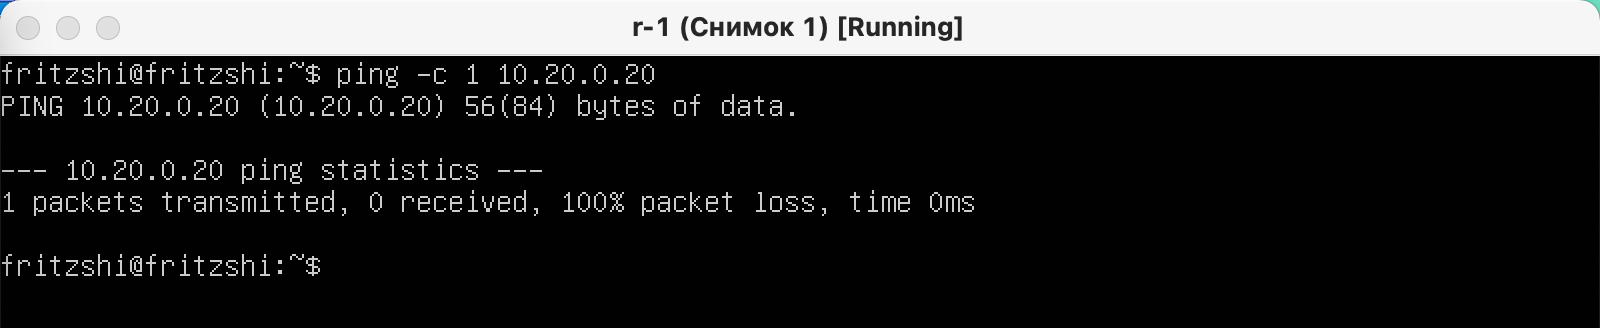 r-1 (Снимок 1) [Running]
fritzshi@fritzshi:~$ ping -c 1 10.20.0.20
PING 10.20.0.20 (10.20.0.20) 56(84) bytes of data.
--- 10.20.0.20 ping statistics ---
1 packets transmitted, 0 received, 100% packet loss, time 0ms
fritzshi@fritzshi:~$